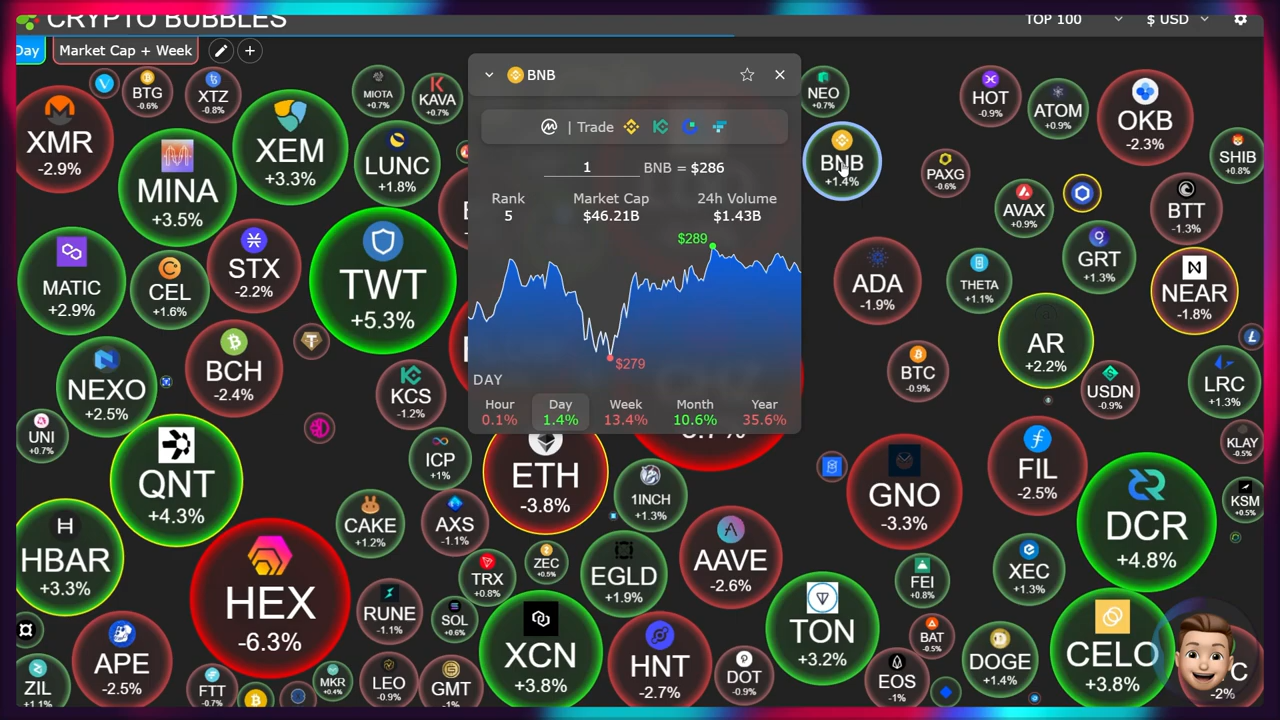 CRYPTO BUBBLES
TOP 100
$ USD
Day
Market Cap + Week
BNB
| Trade
1 BNB = $286
Rank Market Cap 24h Volume
5 $46.21B $1.43B
$289
$279
DAY
Hour Day Week Month Year
0.1% 1.4% 13.4% 10.6% 35.6%
XMR
-2.9%
BTG
-0.6%
XTZ
-0.8%
MINA
+3.5%
XEM
+3.3%
MIOTA
+0.7%
KAVA
+0.7%
LUNC
+1.8%
NEO
+0.7%
BNB
+1.4%
HOT
-0.9%
ATOM
+0.9%
OKB
-2.3%
SHIB
+0.8%
PAXG
-0.6%
AVAX
+0.9%
BTT
-1.3%
MATIC
+2.9%
CEL
+1.6%
STX
-2.2%
TWT
+5.3%
ADA
-1.9%
THETA
+1.1%
GRT
+1.3%
NEAR
-1.8%
AR
+2.2%
NEXO
+2.5%
BCH
-2.4%
KCS
-1.2%
BTC
-0.9%
USDN
-0.9%
LRC
+1.3%
UNI
+0.7%
QNT
+4.3%
ICP
+1%
ETH
-3.8%
1INCH
+1.3%
GNO
-3.3%
FIL
-2.5%
KLAY
-0.5%
DCR
+4.8%
KSM
+0.5%
HBAR
+3.3%
HEX
-6.3%
CAKE
+1.2%
AXS
-1.1%
ZEC
+0.5%
TRX
+0.8%
EGLD
+1.9%
AAVE
-2.6%
FEI
+0.8%
XEC
+1.3%
RUNE
-1.1%
SOL
+0.6%
XCN
+3.8%
HNT
-2.7%
TON
+3.2%
BAT
-0.5%
DOGE
+1.4%
CELO
+3.8%
C
-2%
ZIL
+1.1%
APE
-2.5%
FTT
-0.7%
MKR
+0.4%
LEO
-0.9%
GMT
-1%
DOT
-0.9%
EOS
-1%